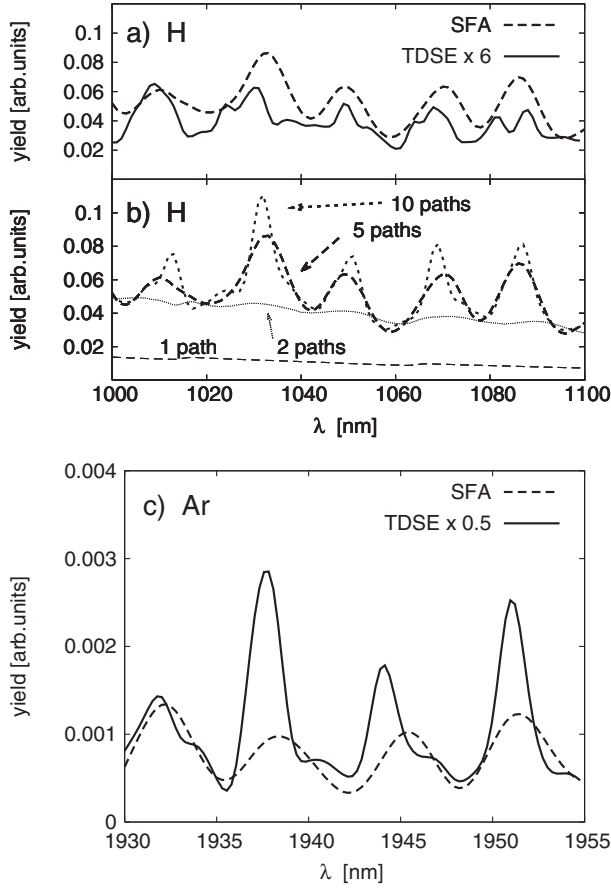 a) H
SFA
TDSE x 6
yield [arb.units]
0.1
0.08
0.06
0.04
0.02
b) H
10 paths
5 paths
1 path
2 paths
yield [arb.units]
0.1
0.08
0.06
0.04
0.02
1000 1020 1040 1060 1080 1100
λ [nm]
c) Ar
SFA
TDSE x 0.5
yield [arb.units]
0.004
0.003
0.002
0.001
0
1930 1935 1940 1945 1950 1955
λ [nm]